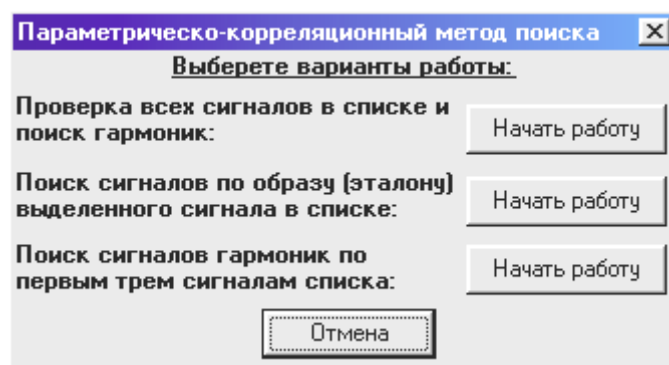 Параметрическо-корреляционный метод поиска
Выберете варианты работы:
Проверка всех сигналов в списке и
поиск гармоник:
Начать работу
Поиск сигналов по образу (эталону)
выделенного сигнала в списке:
Начать работу
Поиск сигналов гармоник по
первым трем сигналам списка:
Начать работу
Отмена